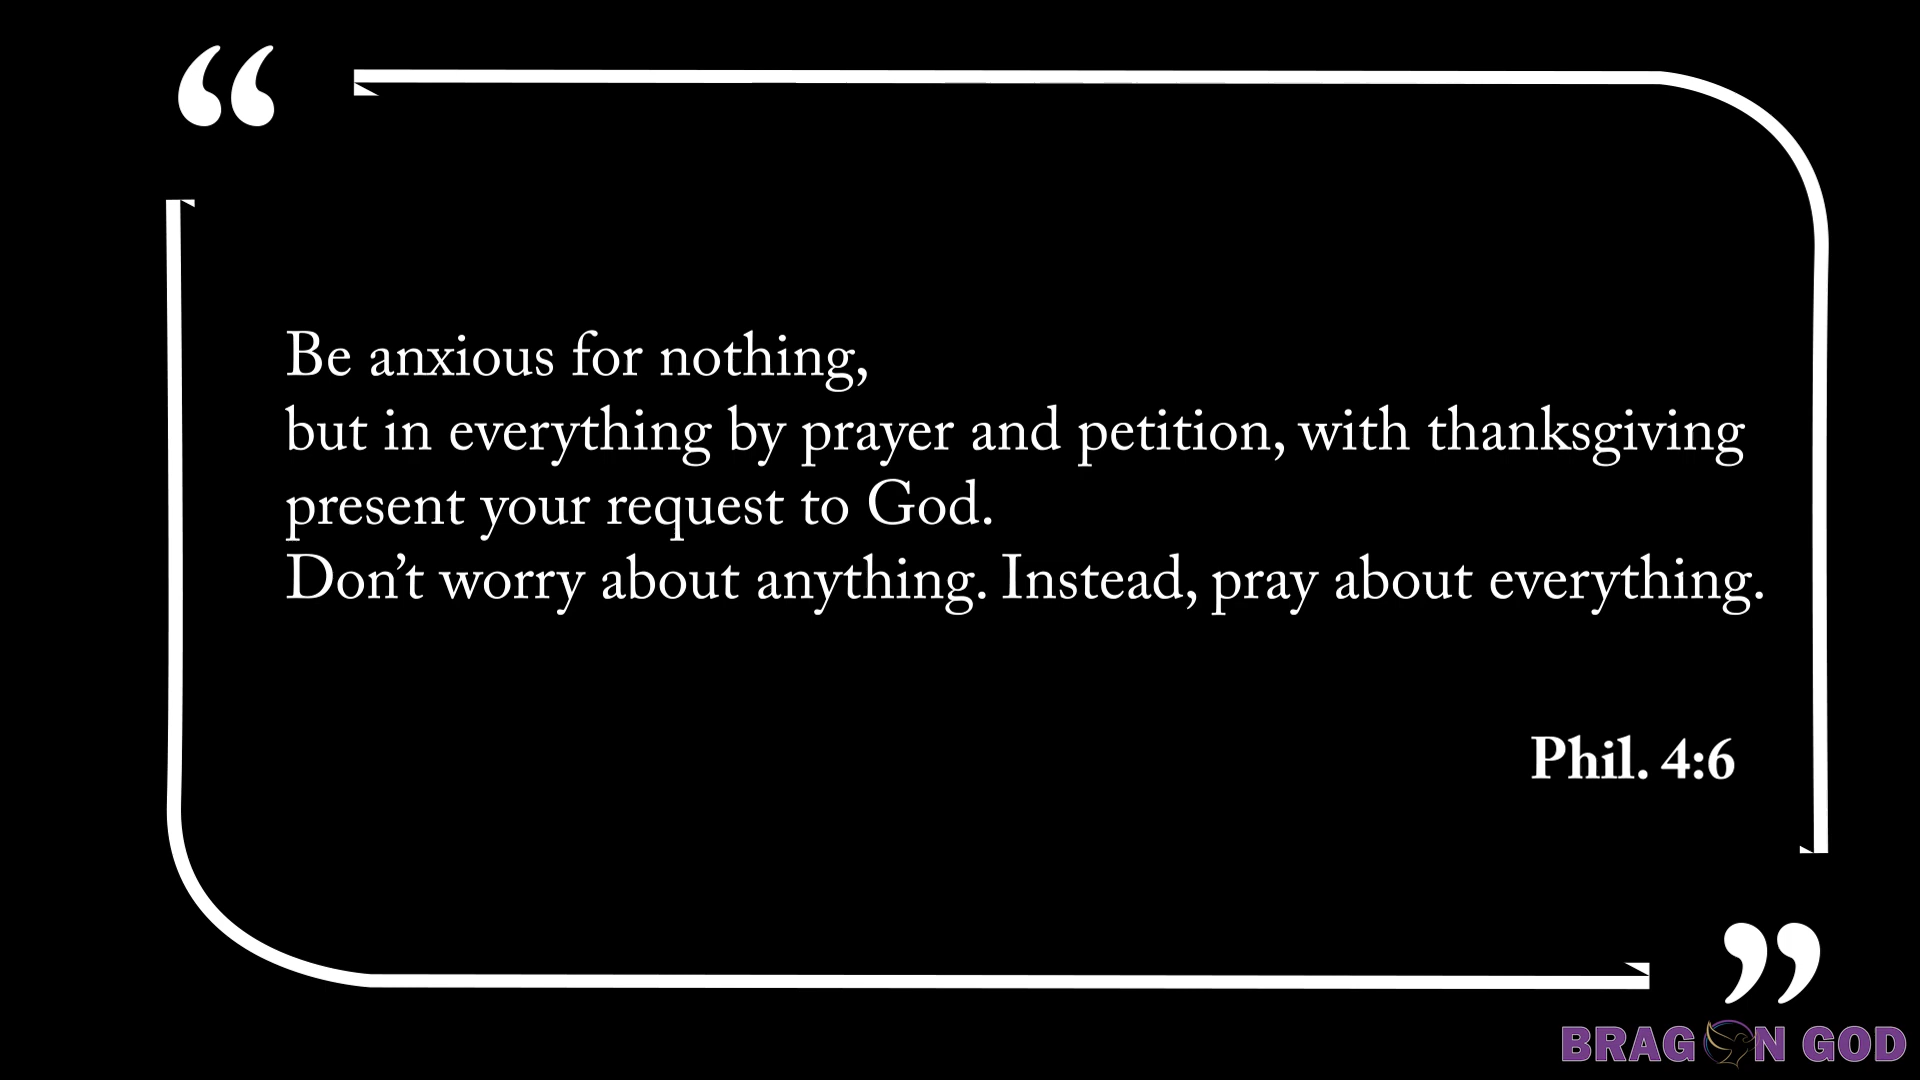 “
Be anxious for nothing,
but in everything by prayer and petition, with thanksgiving
present your request to God.
Don’t worry about anything. Instead, pray about everything.
Phil. 4:6
”
BRAG ON GOD